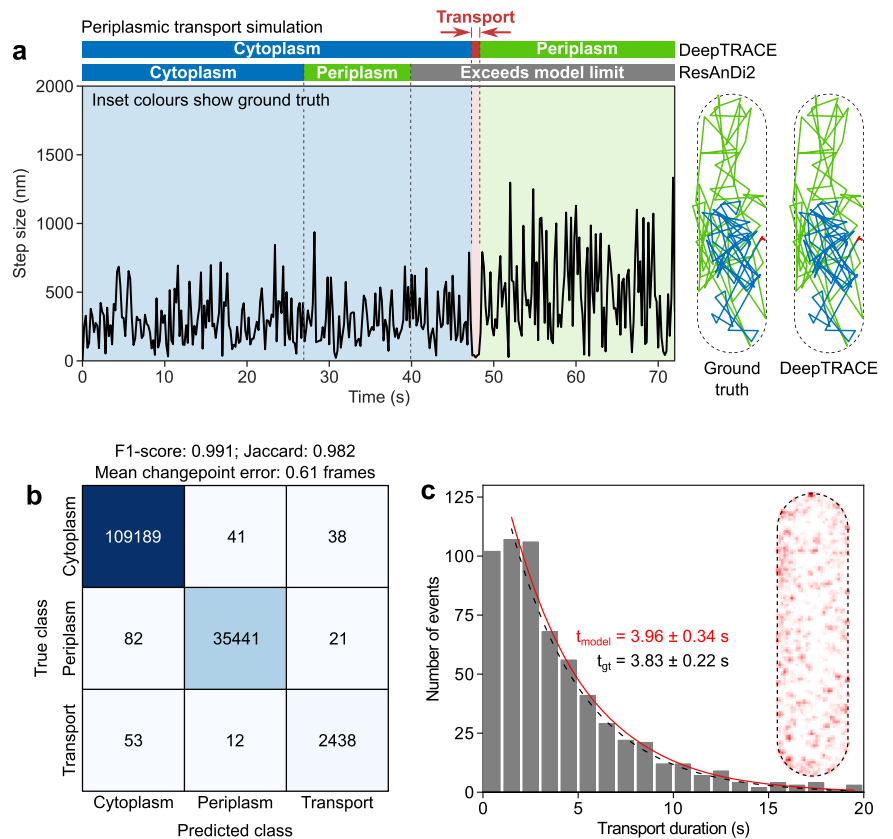 Transport
Periplasmic transport simulation
a
Cytoplasm
Periplasm
DeepTRACE
Cytoplasm
Periplasm
Exceeds model limit
ResAnDi2
Inset colours show ground truth
2000
1500
1000
500
0
Step size (nm)
0
10
20
30
40
50
60
70
Time (s)
Ground
truth
DeepTRACE
b
F1-score: 0.991; Jaccard: 0.982
Mean changepoint error: 0.61 frames
True class
Cytoplasm
109189
41
38
Periplasm
82
35441
21
Transport
53
12
2438
Cytoplasm
Periplasm
Transport
Predicted class
c
125
100
75
50
25
0
Number of events
t_model = 3.96 ± 0.34 s
t_gt = 3.83 ± 0.22 s
0
5
10
15
20
Transport duration (s)